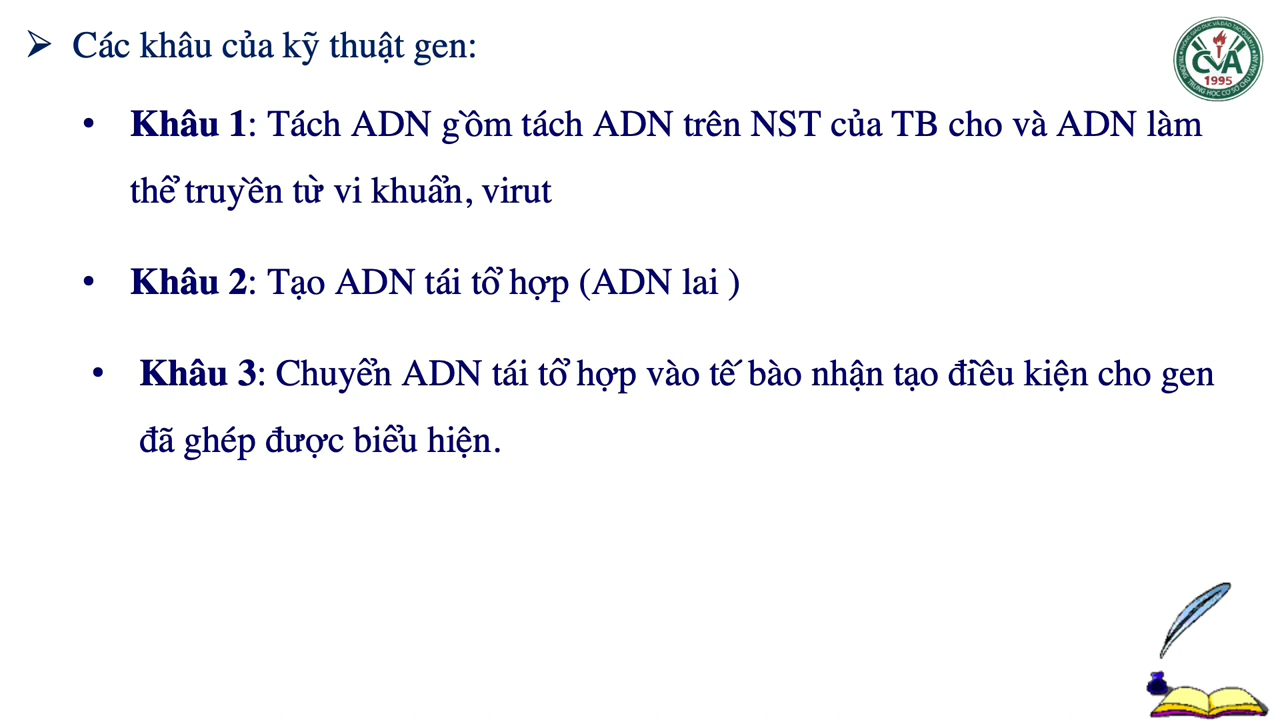 Các khâu của kỹ thuật gen:
Khâu 1: Tách ADN gồm tách ADN trên NST của TB cho và ADN làm
thể truyền từ vi khuẩn, virut
Khâu 2: Tạo ADN tái tổ hợp (ADN lai )
Khâu 3: Chuyển ADN tái tổ hợp vào tế bào nhận tạo điều kiện cho gen
đã ghép được biểu hiện.
CVA
1995